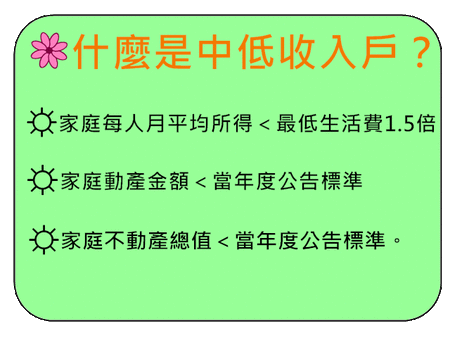 什麼是中低收入戶？
家庭每人月平均所得＜最低生活費1.5倍
家庭動產金額＜當年度公告標準
家庭不動產總值＜當年度公告標準。